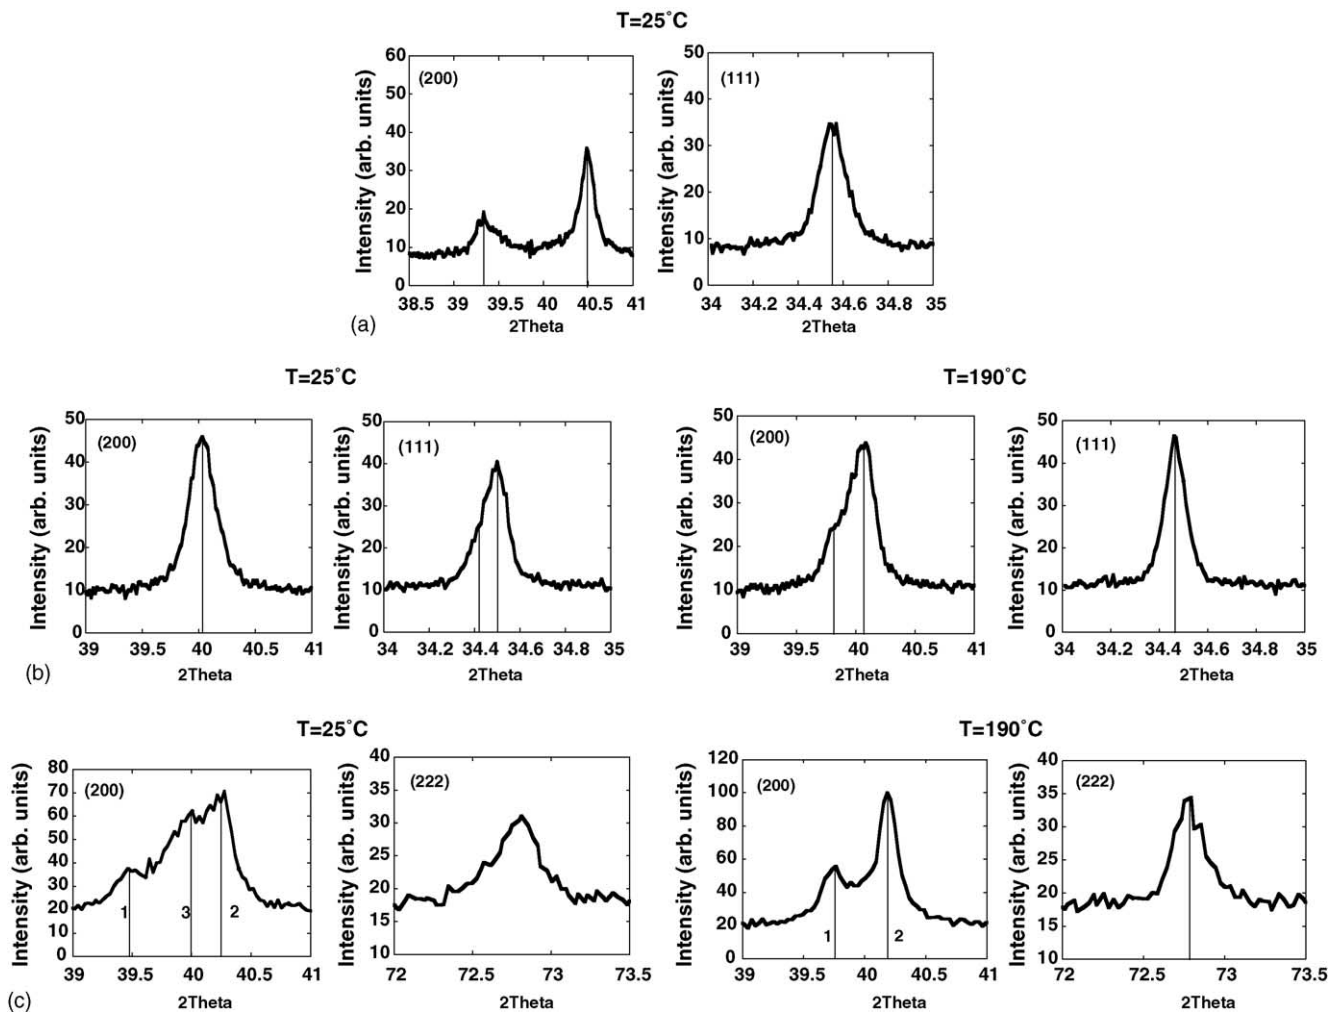 T=25°C
Intensity (arb. units)
60
50
40
30
20
10
0
(200)
38.5 39 39.5 40 40.5 41
2Theta
Intensity (arb. units)
50
40
30
20
10
0
(111)
34 34.2 34.4 34.6 34.8 35
2Theta
(a)
T=25°C
T=190°C
Intensity (arb. units)
50
40
30
20
10
0
(200)
39 39.5 40 40.5 41
2Theta
Intensity (arb. units)
50
40
30
20
10
0
(111)
34 34.2 34.4 34.6 34.8 35
2Theta
Intensity (arb. units)
50
40
30
20
10
0
(200)
39 39.5 40 40.5 41
2Theta
Intensity (arb. units)
50
40
30
20
10
0
(111)
34 34.2 34.4 34.6 34.8 35
2Theta
(b)
T=25°C
T=190°C
Intensity (arb. units)
80
70
60
50
40
30
20
10
0
(200)
1 3 2
39 39.5 40 40.5 41
2Theta
Intensity (arb. units)
40
35
30
25
20
15
10
(222)
72 72.5 73 73.5
2Theta
Intensity (arb. units)
120
100
80
60
40
20
0
(200)
1 2
39 39.5 40 40.5 41
2Theta
Intensity (arb. units)
40
35
30
25
20
15
10
(222)
72 72.5 73 73.5
2Theta
(c)